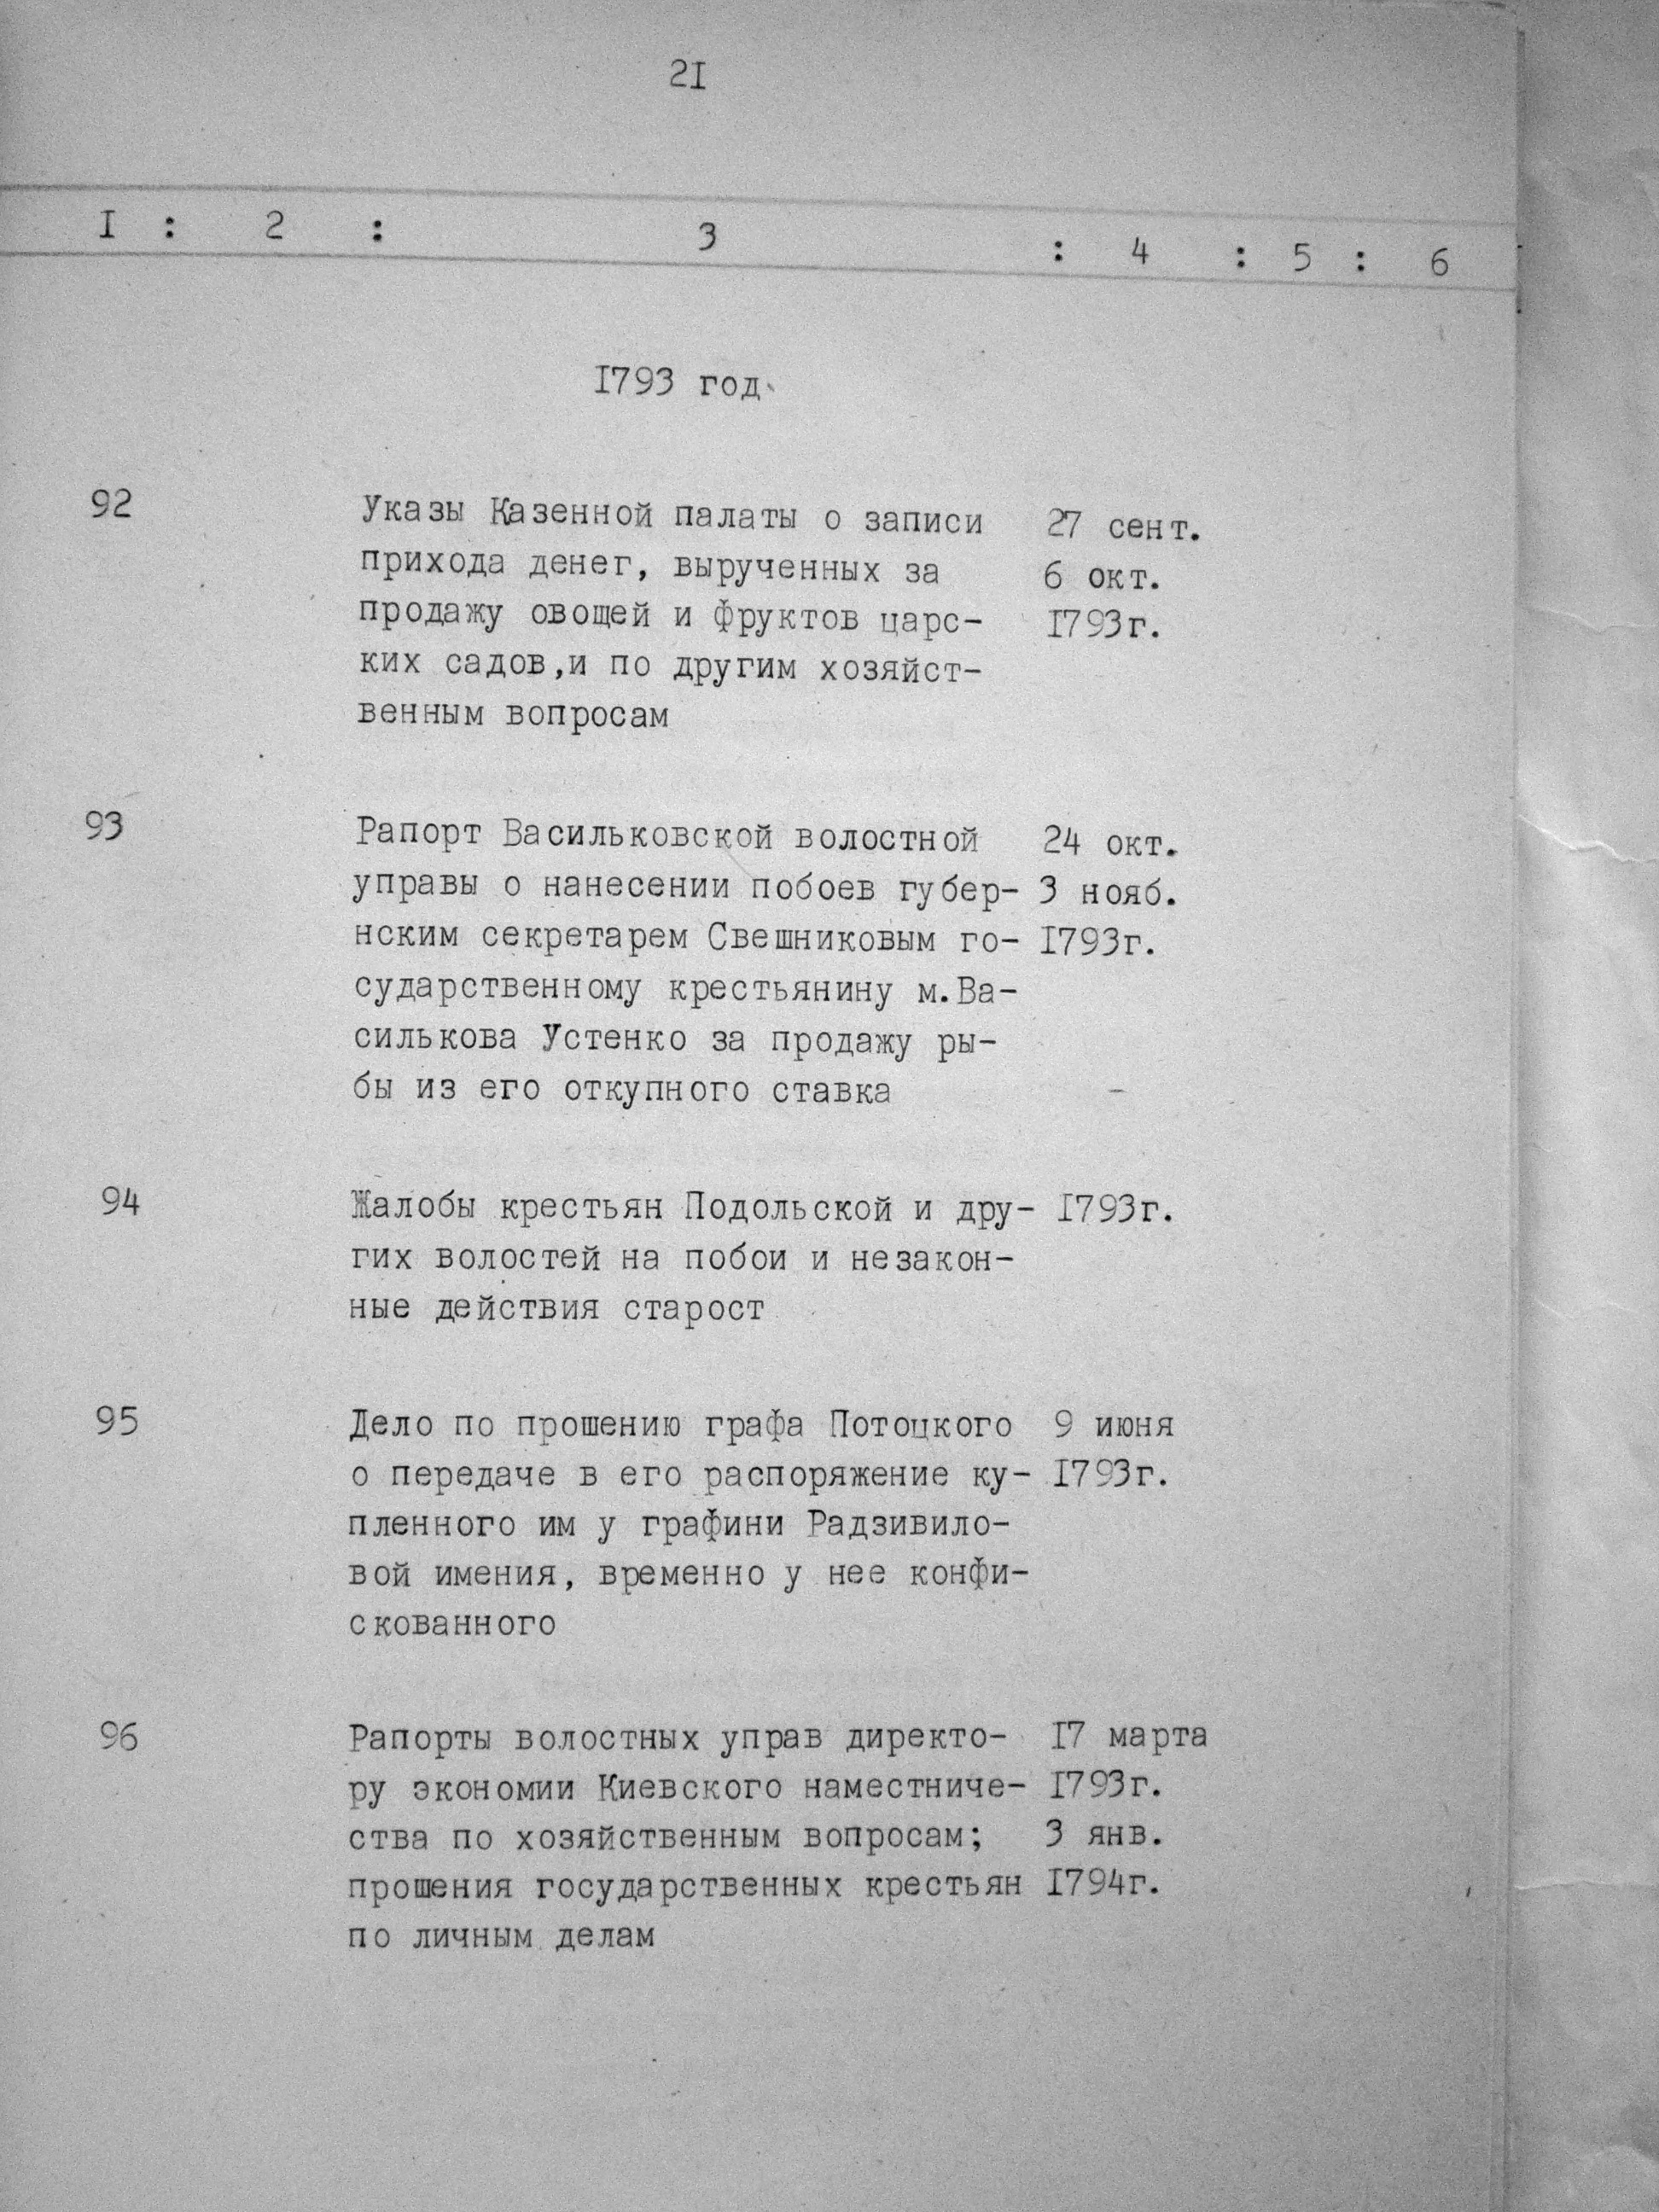 2I
I : 2 : 3 : 4 : 5 : 6
I793 год
92 Указы Казенной палаты о записи 27 сент.
прихода денег, вырученных за 6 окт.
продажу овощей и фруктов царс- I793г.
ких садов,и по другим хозяйст-
венным вопросам
93 Рапорт Васильковской волостной 24 окт.
управы о нанесении побоев губер- 3 нояб.
нским секретарем Свешниковым го- I793г.
сударственному крестьянину м.Ва-
силькова Устенко за продажу ры-
бы из его откупного ставка
94 Жалобы крестьян Подольской и дру- I793г.
гих волостей на побои и незакон-
ные действия старост
95 Дело по прошению графа Потоцкого 9 июня
о передаче в его распоряжение ку- I793г.
пленного им у графини Радзивило-
вой имения, временно у нее конфи-
скованного
96 Рапорты волостных управ директо- I7 марта
ру экономии Киевского наместниче- I793г.
ства по хозяйственным вопросам; 3 янв.
прошения государственных крестьян I794г.
по личным делам